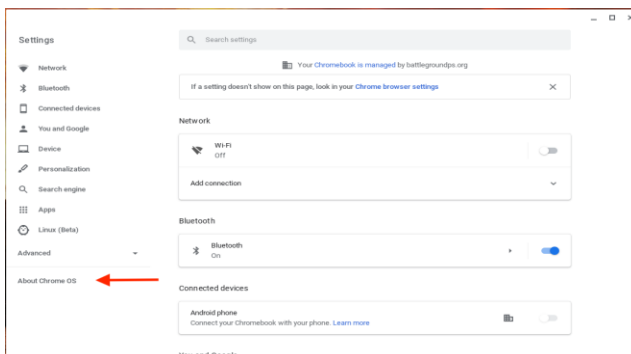 Settings
Search settings
Network
Bluetooth
Connected devices
You and Google
Device
Personalization
Search engine
Apps
Linux (Beta)
Advanced
About Chrome OS
Your Chromebook is managed by battlegroundps.org
If a setting doesn't show on this page, look in your Chrome browser settings
Network
Wi-Fi
Off
Add connection
Bluetooth
Bluetooth
On
Connected devices
Android phone
Connect your Chromebook with your phone. Learn more
You and Google